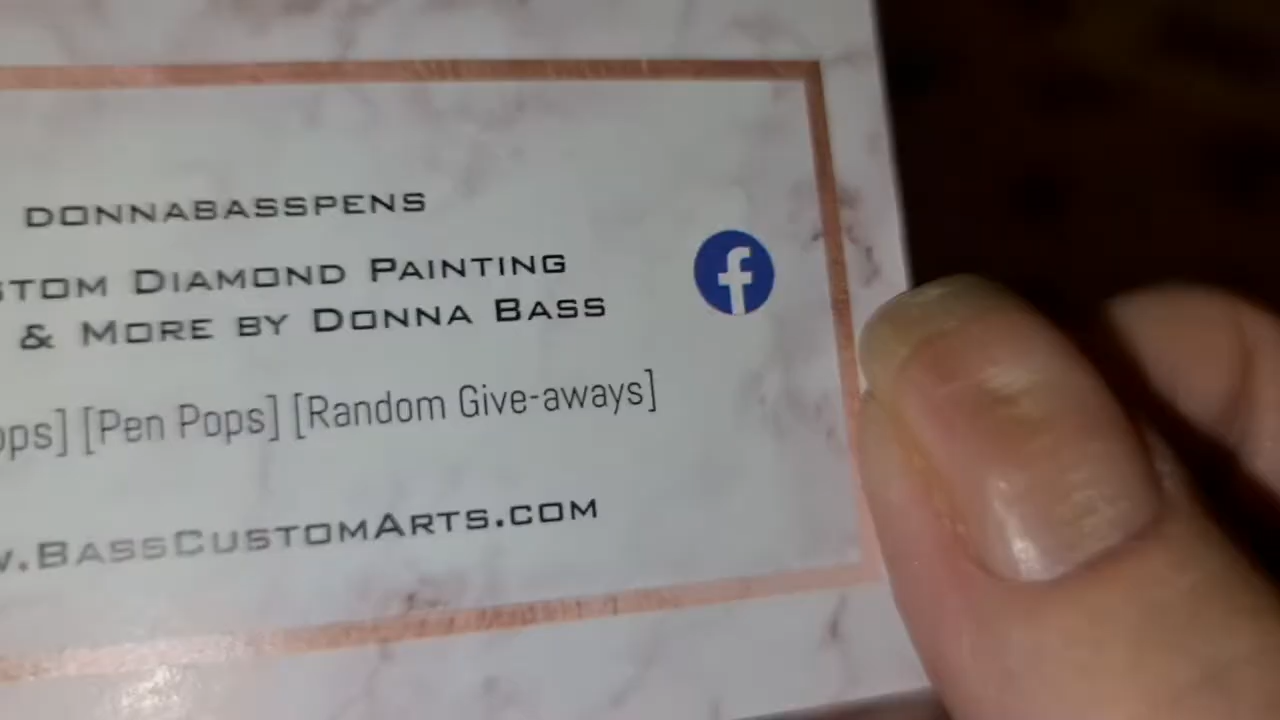 DONNABASSPENS
STOM DIAMOND PAINTING
& MORE BY DONNA BASS
ops] [Pen Pops] [Random Give-aways]
w.BASSCUSTOMARTS.COM